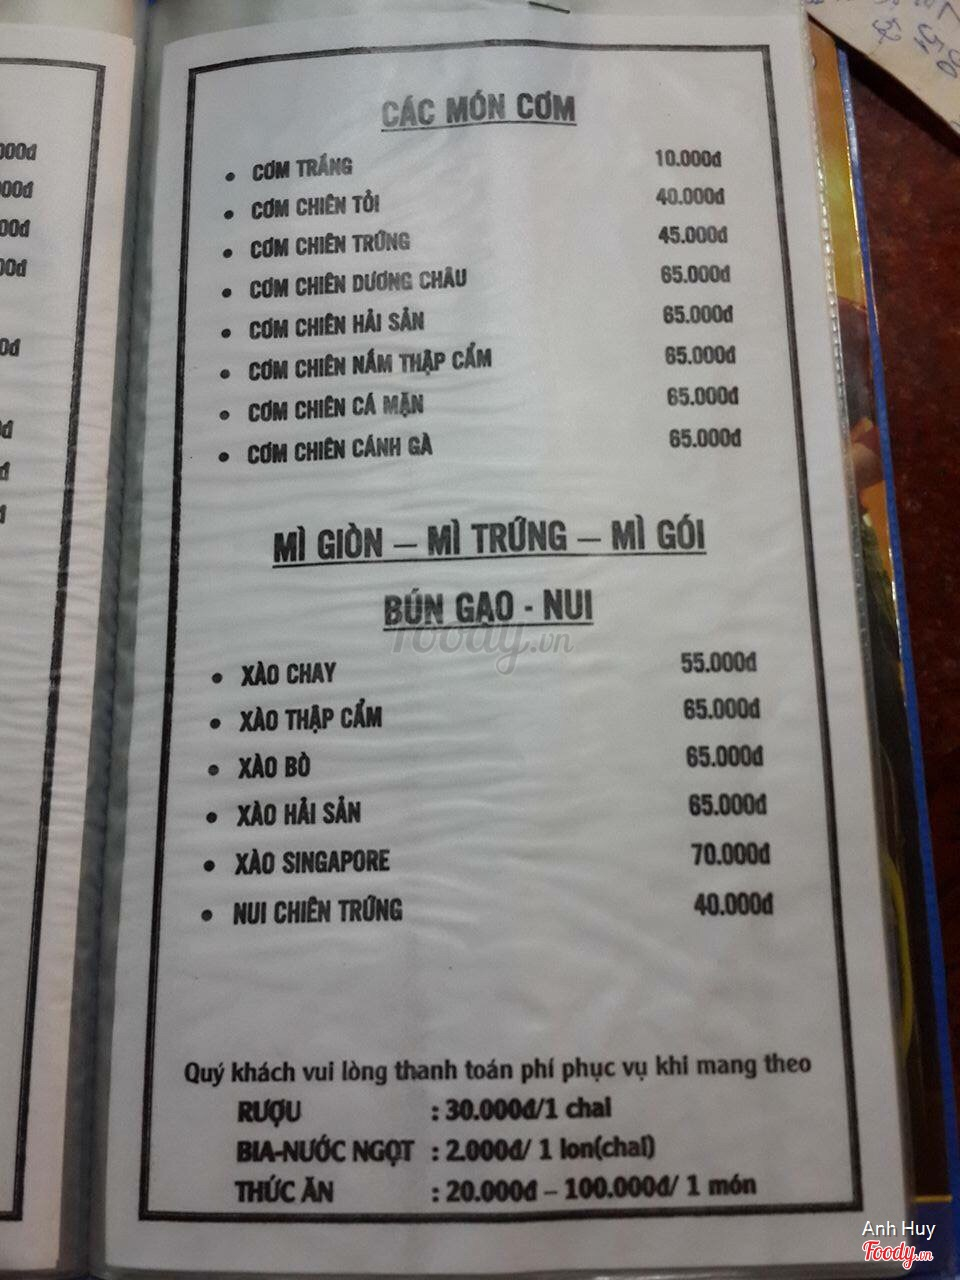 CÁC MÓN CƠM
• CƠM TRẮNG 10.000đ
• CƠM CHIÊN TỎI 40.000đ
• CƠM CHIÊN TRỨNG 45.000đ
• CƠM CHIÊN DƯƠNG CHÂU 65.000đ
• CƠM CHIÊN HẢI SẢN 65.000đ
• CƠM CHIÊN NẤM THẬP CẨM 65.000đ
• CƠM CHIÊN CÁ MẶN 65.000đ
• CƠM CHIÊN CÁNH GÀ 65.000đ
MÌ GIÒN – MÌ TRỨNG – MÌ GÓI
BÚN GẠO - NUI
foody.vn
• XÀO CHAY 55.000đ
• XÀO THẬP CẨM 65.000đ
• XÀO BÒ 65.000đ
• XÀO HẢI SẢN 65.000đ
• XÀO SINGAPORE 70.000đ
• NUI CHIÊN TRỨNG 40.000đ
Quý khách vui lòng thanh toán phí phục vụ khi mang theo
RƯỢU : 30.000đ/1 chai
BIA-NƯỚC NGỌT : 2.000đ/ 1 lon(chai)
THỨC ĂN : 20.000đ – 100.000đ/ 1 món
Anh Huy
Foody.vn